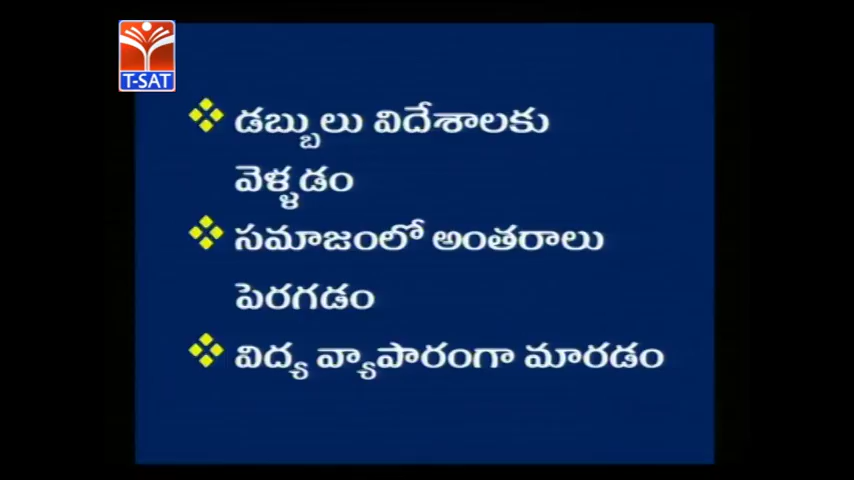 T-SAT
డబ్బులు విదేశాలకు
వెళ్ళడం
సమాజంలో అంతరాలు
పెరగడం
విద్య వ్యాపారంగా మారడం